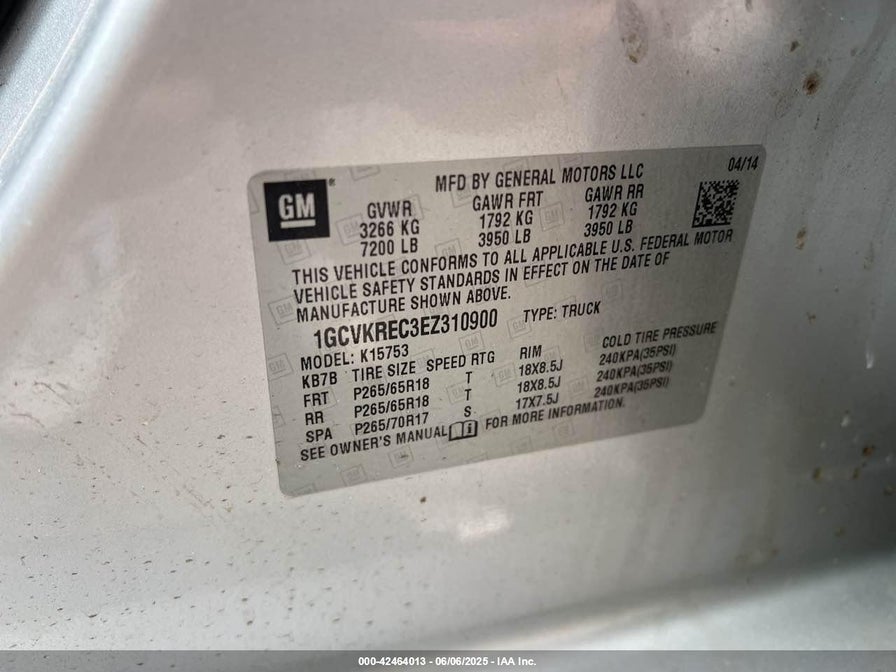 04/14
GM
MFD BY GENERAL MOTORS LLC
GVWR GAWR FRT GAWR RR
3266 KG 1792 KG 1792 KG
7200 LB 3950 LB 3950 LB
THIS VEHICLE CONFORMS TO ALL APPLICABLE U.S. FEDERAL MOTOR
VEHICLE SAFETY STANDARDS IN EFFECT ON THE DATE OF
MANUFACTURE SHOWN ABOVE.
1GCVKREC3EZ310900 TYPE: TRUCK
MODEL: K15753
KB7B TIRE SIZE SPEED RTG RIM COLD TIRE PRESSURE
FRT P265/65R18 T 18X8.5J 240KPA(35PSI)
RR P265/65R18 T 18X8.5J 240KPA(35PSI)
SPA P265/70R17 S 17X7.5J 240KPA(35PSI)
SEE OWNER'S MANUAL FOR MORE INFORMATION.
000-42464013 / 06/06/2025 - IAA Inc.